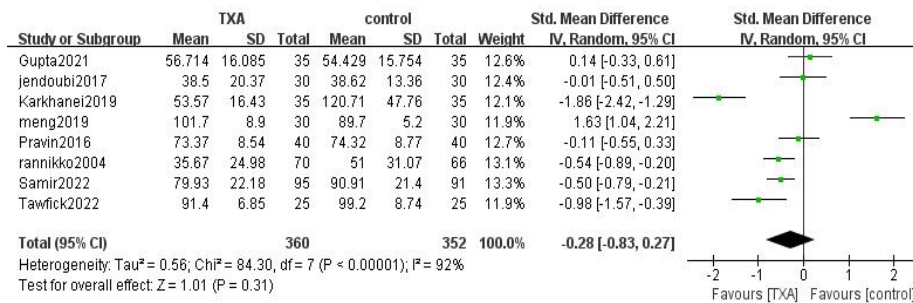 TXA control Std. Mean Difference Std. Mean Difference
Study or Subgroup Mean SD Total Mean SD Total Weight IV, Random, 95% CI IV, Random, 95% CI
Gupta2021 56.714 16.085 35 54.429 15.754 35 12.6% 0.14 [-0.33, 0.61]
jendoubi2017 38.5 20.37 30 38.62 13.36 30 12.4% -0.01 [-0.51, 0.50]
Karkhanei2019 53.57 16.43 35 120.71 47.76 35 12.1% -1.86 [-2.42, -1.29]
meng2019 101.7 8.9 30 89.7 5.2 30 11.9% 1.63 [1.04, 2.21]
Pravin2016 73.37 8.54 40 74.32 8.77 40 12.7% -0.11 [-0.55, 0.33]
rannikko2004 35.67 24.98 70 51 31.07 66 13.1% -0.54 [-0.89, -0.20]
Samir2022 79.93 22.18 95 90.91 21.4 91 13.3% -0.50 [-0.79, -0.21]
Tawfick2022 91.4 6.85 25 99.2 8.74 25 11.9% -0.98 [-1.57, -0.39]
Total (95% CI) 360 352 100.0% -0.28 [-0.83, 0.27]
Heterogeneity: Tau² = 0.56; Chi² = 84.30, df = 7 (P < 0.00001); I² = 92%
Test for overall effect: Z = 1.01 (P = 0.31)
-2 -1 0 1 2
Favours [TXA] Favours [control]